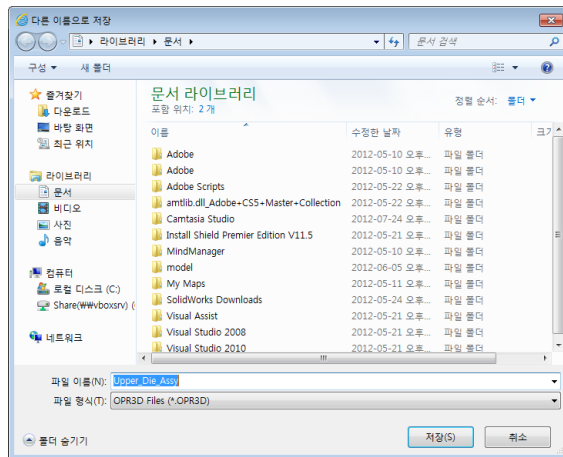 다른 이름으로 저장
라이브러리 ▸ 문서 ▸
문서 검색
구성 ▼ 새 폴더
즐겨찾기
다운로드
바탕 화면
최근 위치
라이브러리
문서
비디오
사진
음악
컴퓨터
로컬 디스크 (C:)
Share(\\vboxsrv) (
네트워크
문서 라이브러리
포함 위치: 2개
정렬 순서: 폴더 ▼
이름 수정한 날짜 유형 크기
Adobe 2012-05-10 오후... 파일 폴더
Adobe 2012-05-10 오후... 파일 폴더
Adobe Scripts 2012-05-22 오후... 파일 폴더
amtlib.dll_Adobe+CS5+Master+Collection 2012-05-22 오후... 파일 폴더
Camtasia Studio 2012-07-24 오후... 파일 폴더
Install Shield Premier Edition V11.5 2012-05-21 오후... 파일 폴더
MindManager 2012-05-10 오후... 파일 폴더
model 2012-06-05 오후... 파일 폴더
My Maps 2012-05-11 오후... 파일 폴더
SolidWorks Downloads 2012-05-24 오후... 파일 폴더
Visual Assist 2012-05-21 오후... 파일 폴더
Visual Studio 2008 2012-05-21 오후... 파일 폴더
Visual Studio 2010 2012-05-21 오후... 파일 폴더
파일 이름(N): Upper_Die_Assy
파일 형식(T): OPR3D Files (*.OPR3D)
폴더 숨기기
저장(S)
취소